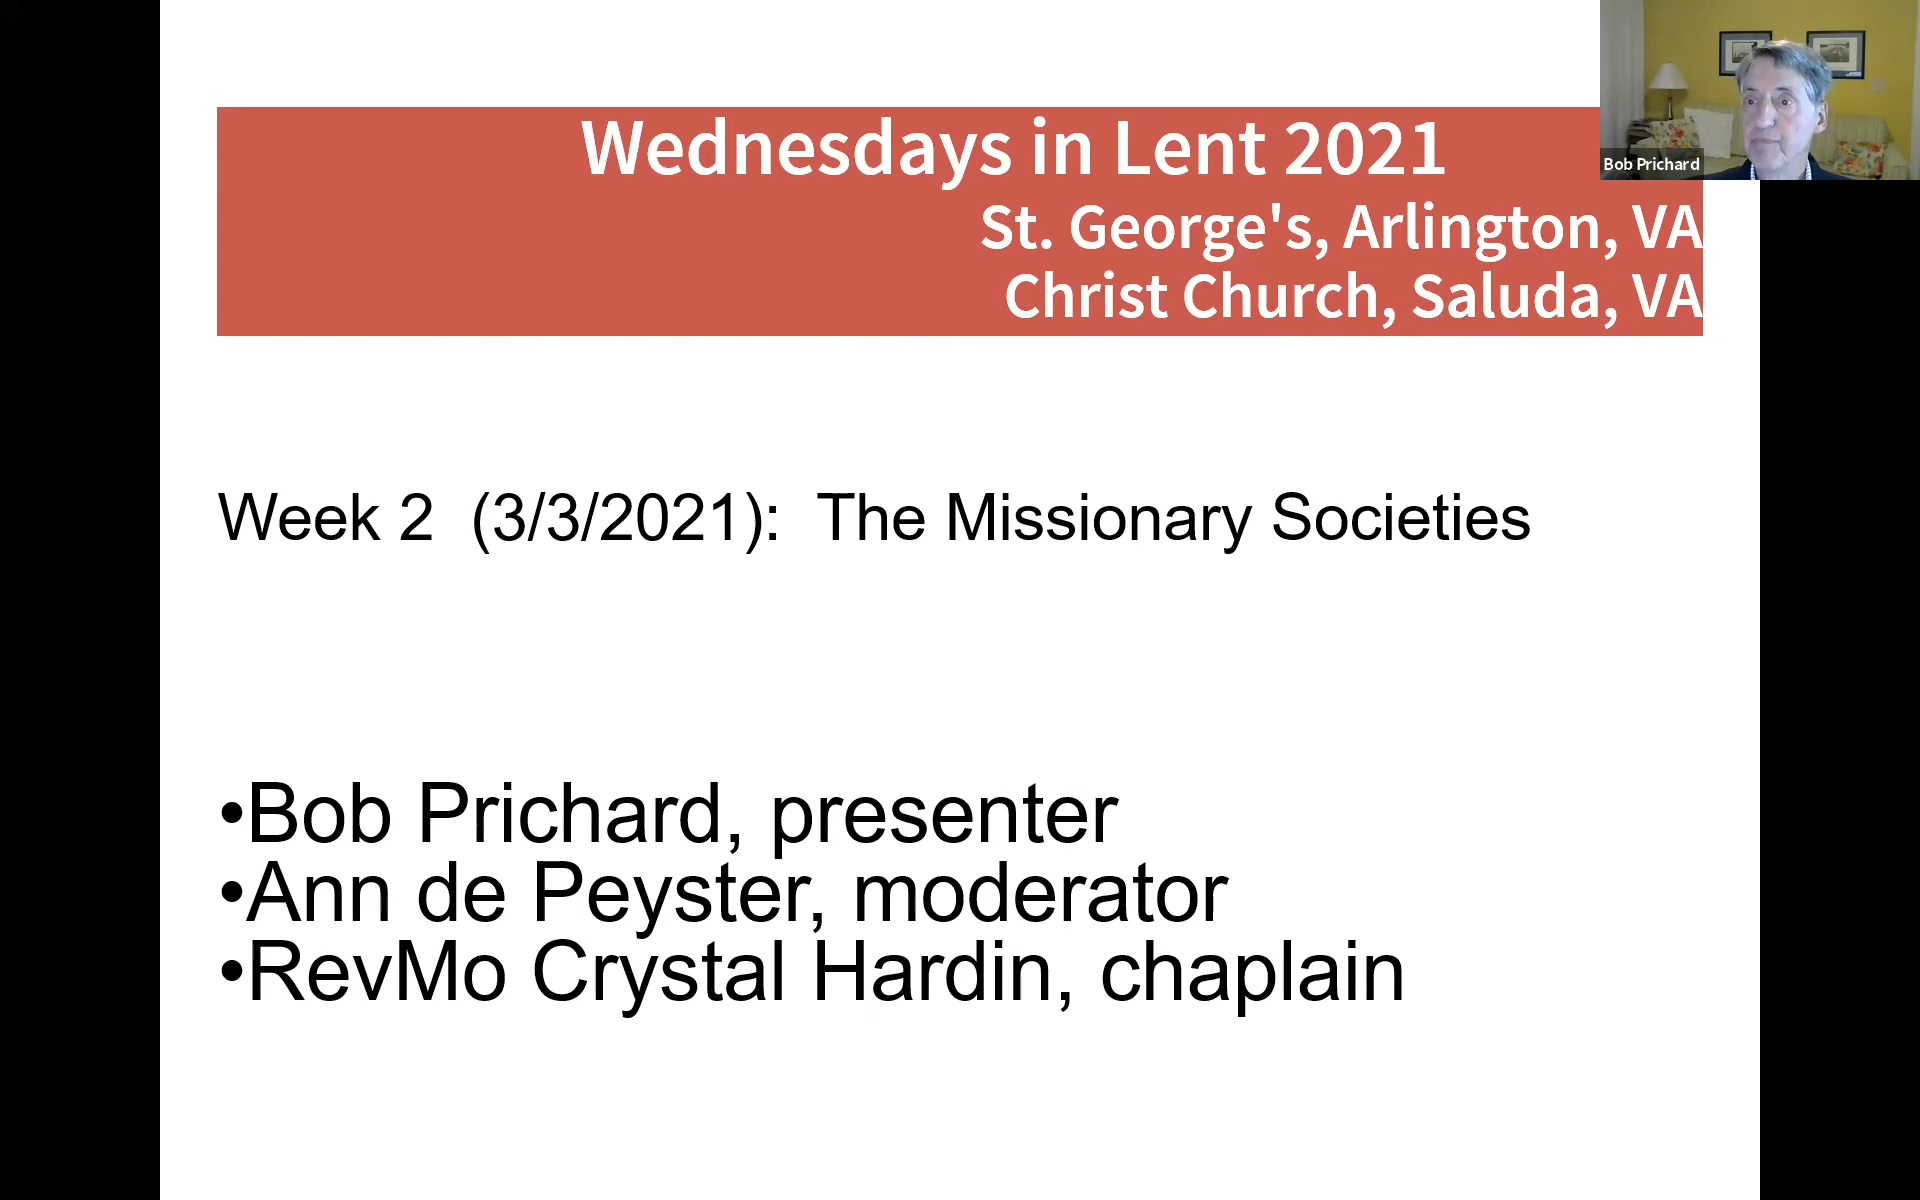 Wednesdays in Lent 2021
St. George's, Arlington, VA
Christ Church, Saluda, VA
Bob Prichard
Week 2  (3/3/2021):  The Missionary Societies
•Bob Prichard, presenter
•Ann de Peyster, moderator
•RevMo Crystal Hardin, chaplain